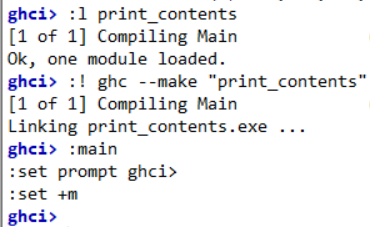 ghci> :l print_contents
[1 of 1] Compiling Main
Ok, one module loaded.
ghci> :! ghc --make "print_contents"
[1 of 1] Compiling Main
Linking print_contents.exe ...
ghci> :main
:set prompt ghci>
:set +m
ghci>